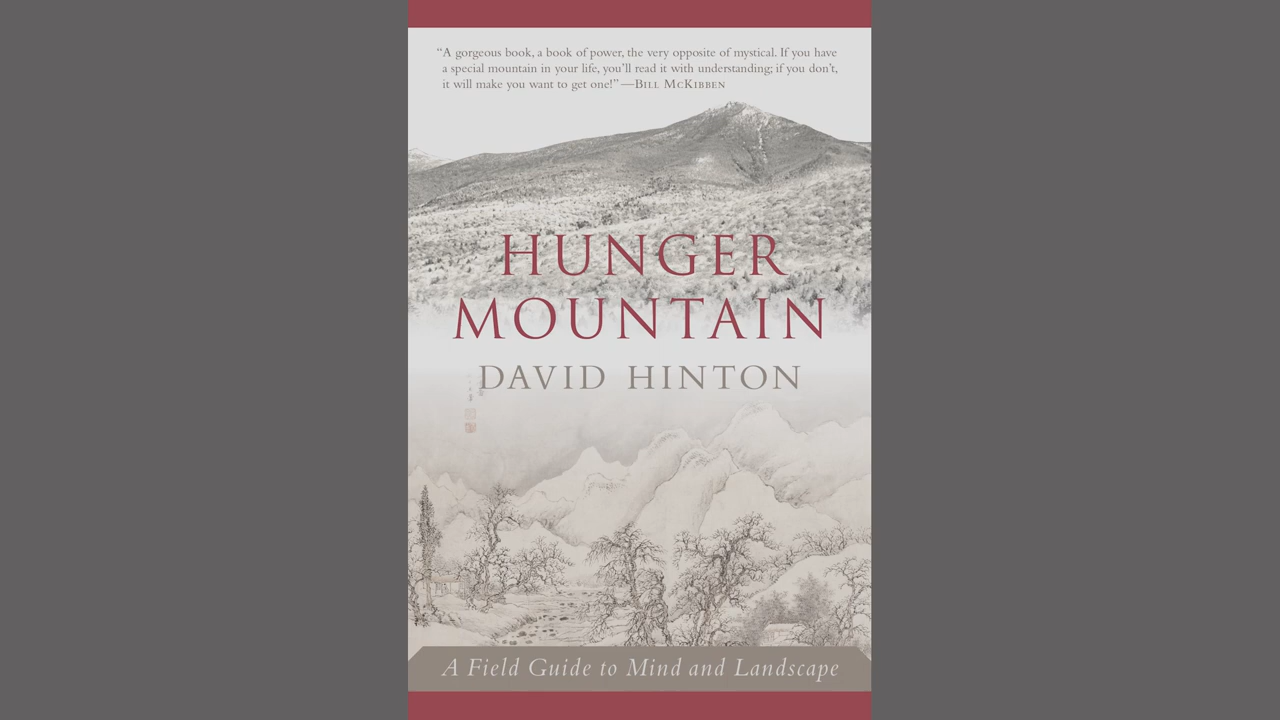 “A gorgeous book, a book of power, the very opposite of mystical. If you have
a special mountain in your life, you’ll read it with understanding; if you don’t,
it will make you want to get one!” —BILL MCKIBBEN
HUNGER
MOUNTAIN
DAVID HINTON
A Field Guide to Mind and Landscape